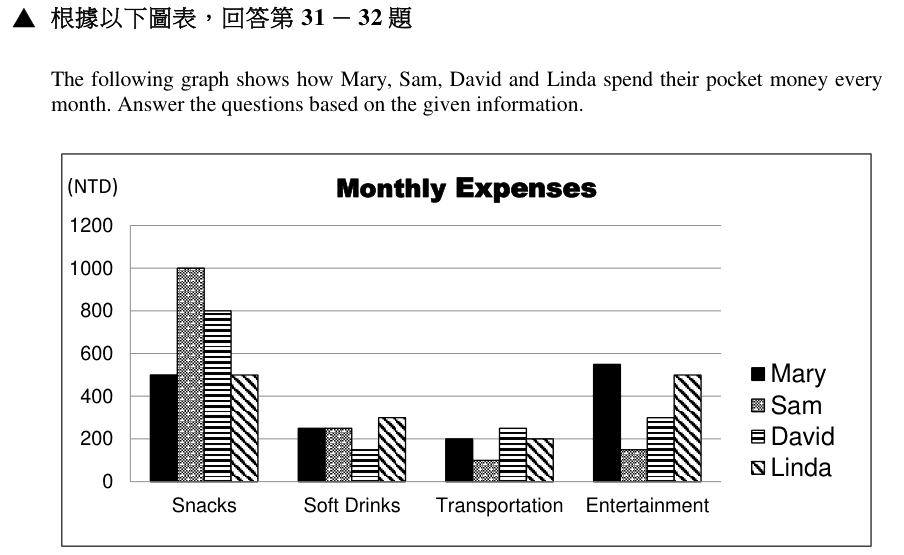 ▲ 根據以下圖表，回答第 31 － 32 題
The following graph shows how Mary, Sam, David and Linda spend their pocket money every
month. Answer the questions based on the given information.
(NTD)
Monthly Expenses
1200
1000
800
600
400
200
0
Snacks
Soft Drinks
Transportation
Entertainment
Mary
Sam
David
Linda